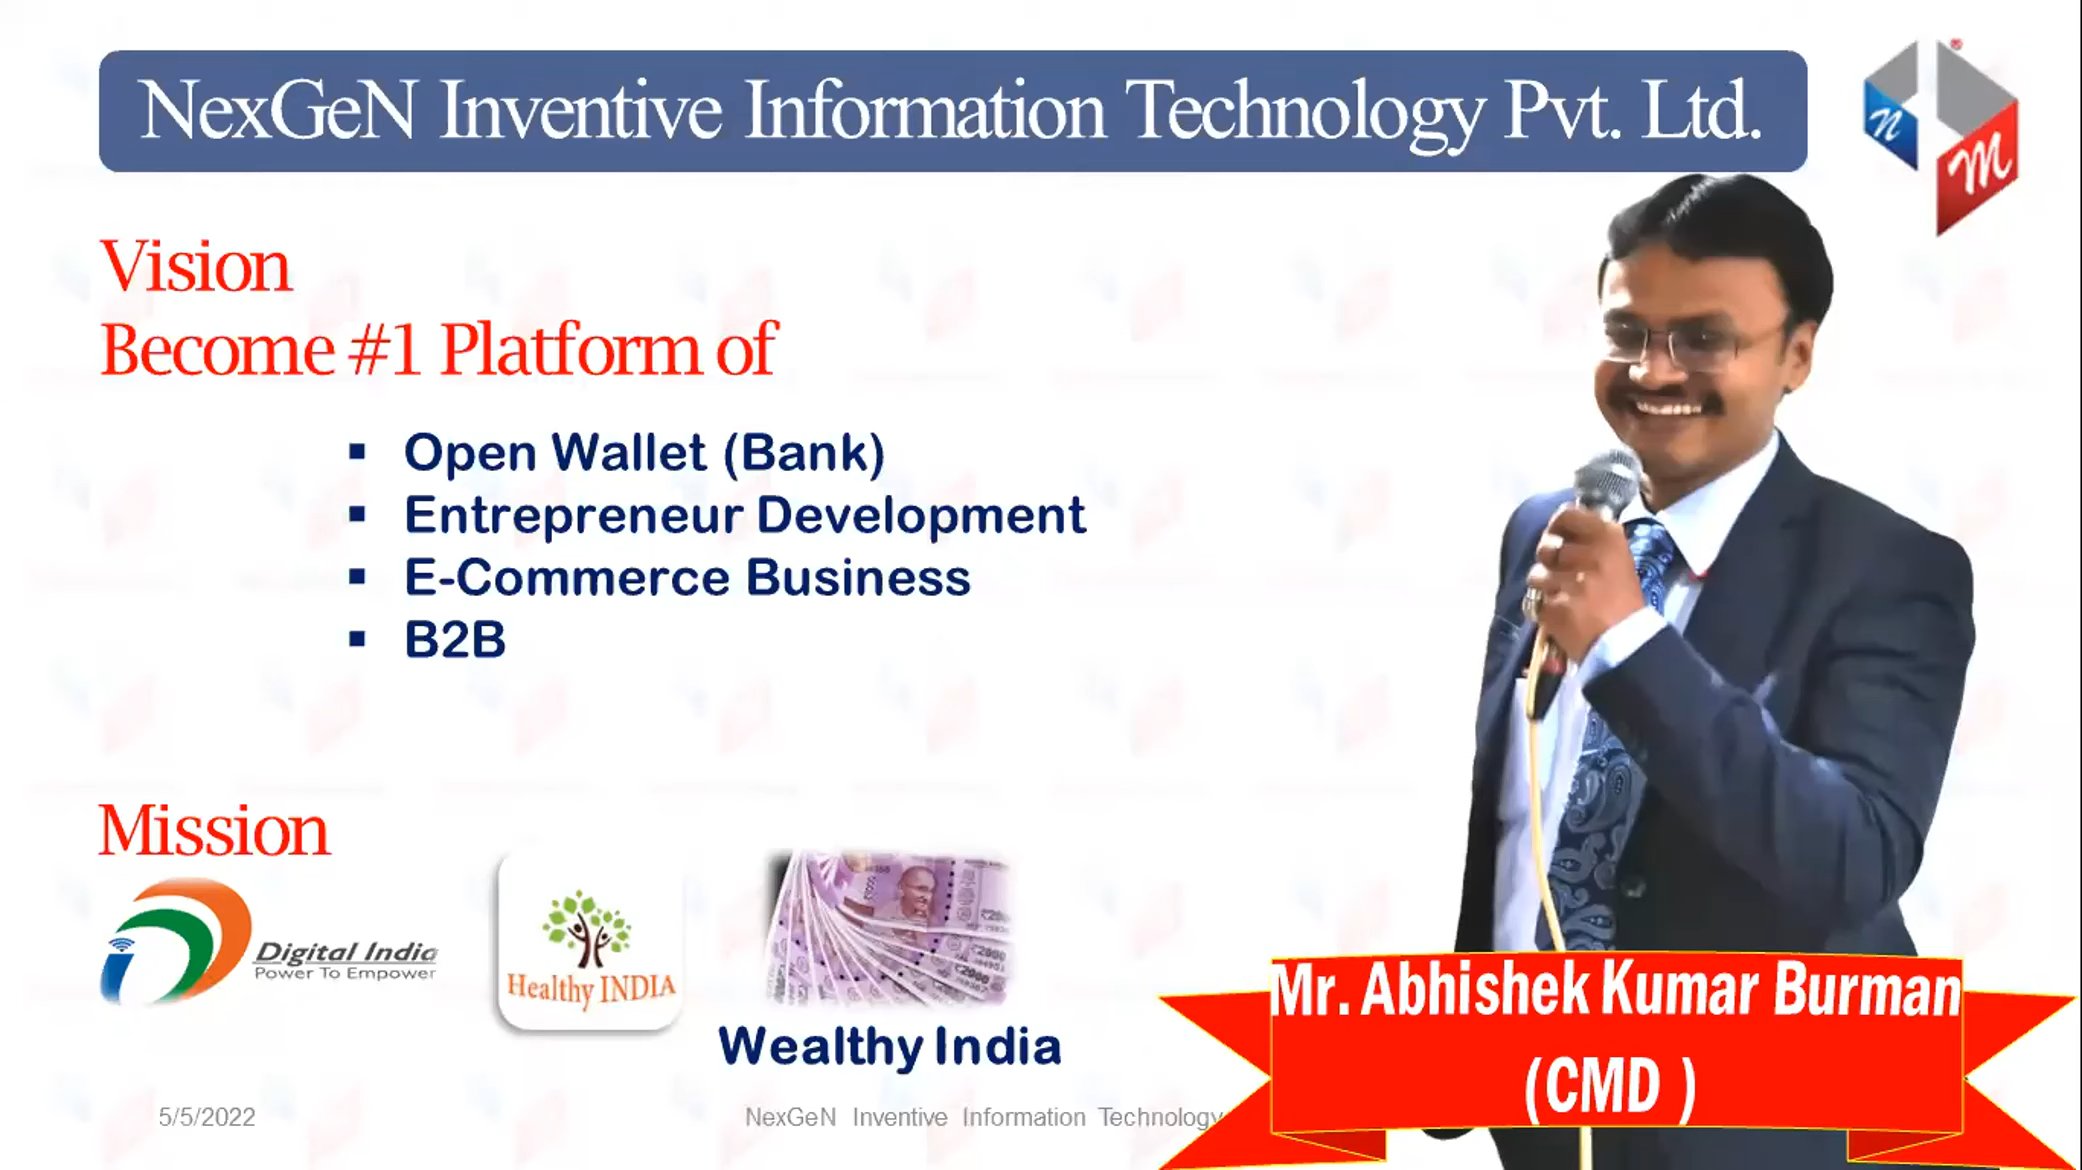 NexGeN Inventive Information Technology Pvt. Ltd.
n
m
Vision
Become #1 Platform of
Open Wallet (Bank)
Entrepreneur Development
E-Commerce Business
B2B
Mission
Digital India
Power To Empower
Healthy INDIA
Wealthy India
Mr. Abhishek Kumar Burman
(CMD )
5/5/2022
NexGeN Inventive Information Technology